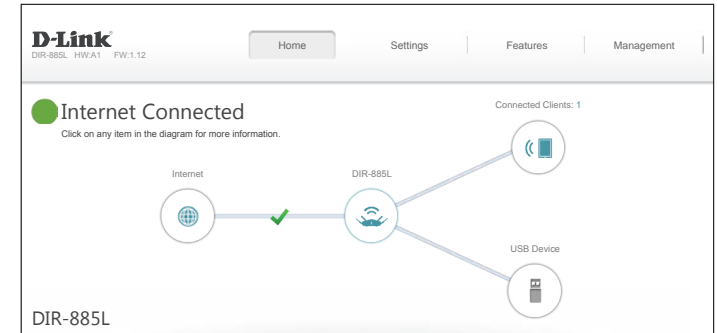 D-Link
DIR-885L HW:A1 FW:1.12
Home
Settings
Features
Management
Internet Connected
Click on any item in the diagram for more information.
Connected Clients: 1
Internet
DIR-885L
USB Device
DIR-885L